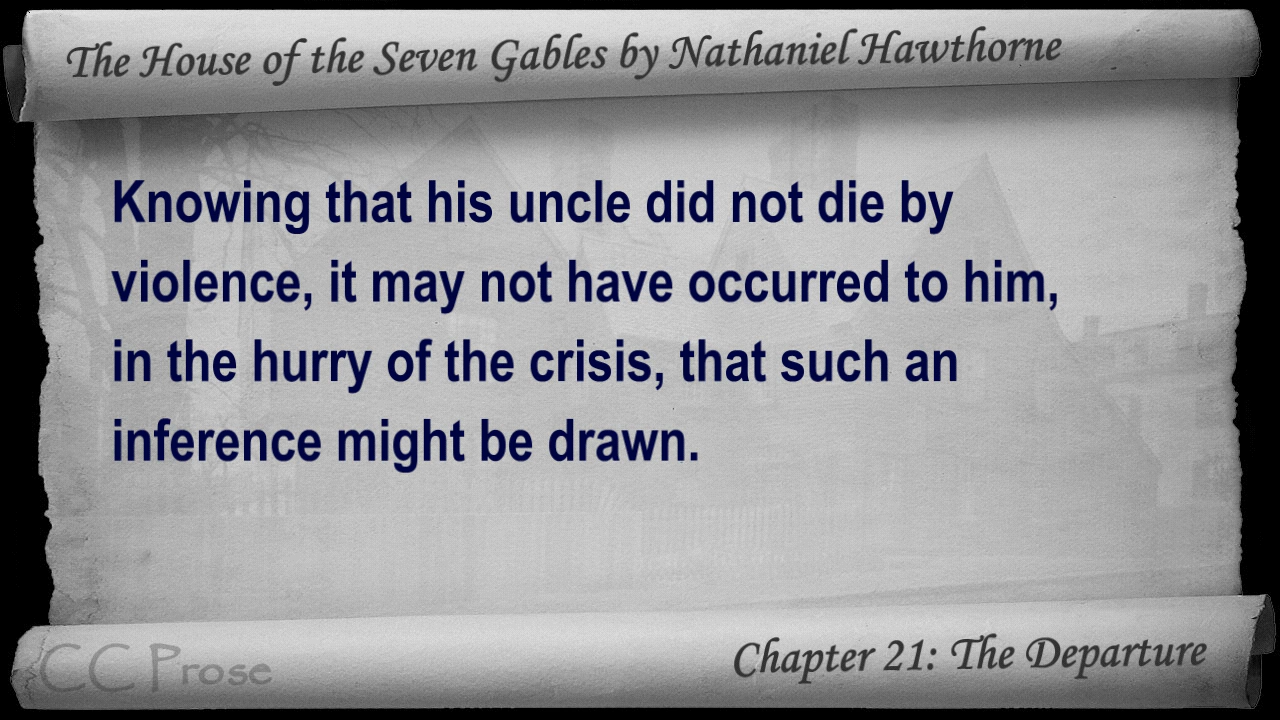 The House of the Seven Gables by Nathaniel Hawthorne
Knowing that his uncle did not die by
violence, it may not have occurred to him,
in the hurry of the crisis, that such an
inference might be drawn.
CC Prose
Chapter 21: The Departure